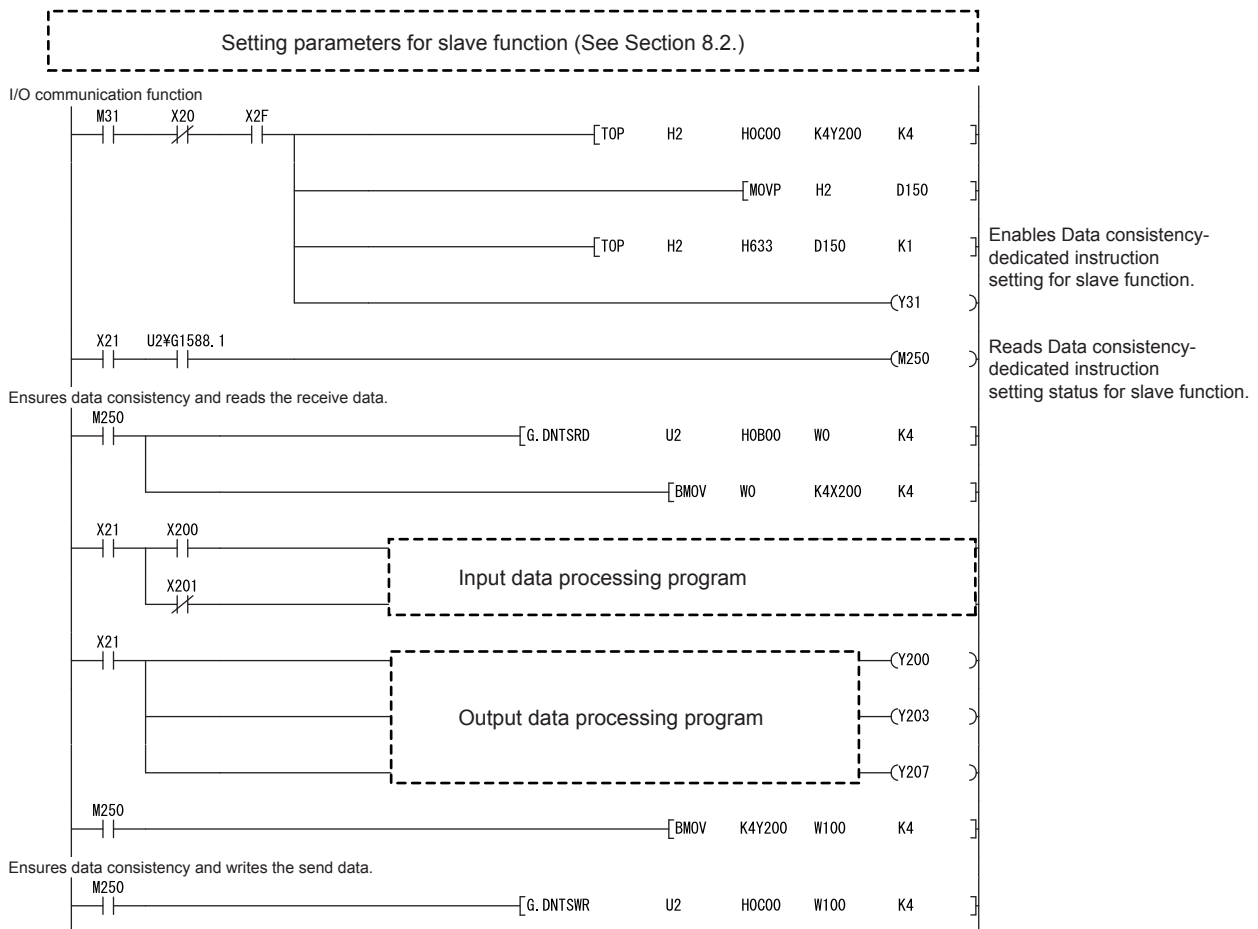 Setting parameters for slave function (See Section 8.2.)
I/O communication function
M31 X20 X2F
[TOP H2 H0C00 K4Y200 K4 ]
[MOVP H2 D150 ]
[TOP H2 H633 D150 K1 ]
Enables Data consistency-
dedicated instruction
setting for slave function.
(Y31 )
X21 U2¥G1588.1
(M250 )
Reads Data consistency-
dedicated instruction
setting status for slave function.
Ensures data consistency and reads the receive data.
M250
[G.DNTSRD U2 H0B00 W0 K4 ]
[BMOV W0 K4X200 K4 ]
X21 X200
Input data processing program
X201
X21
(Y200 )
Output data processing program
(Y203 )
(Y207 )
M250
[BMOV K4Y200 W100 K4 ]
Ensures data consistency and writes the send data.
M250
[G.DNTSWR U2 H0C00 W100 K4 ]